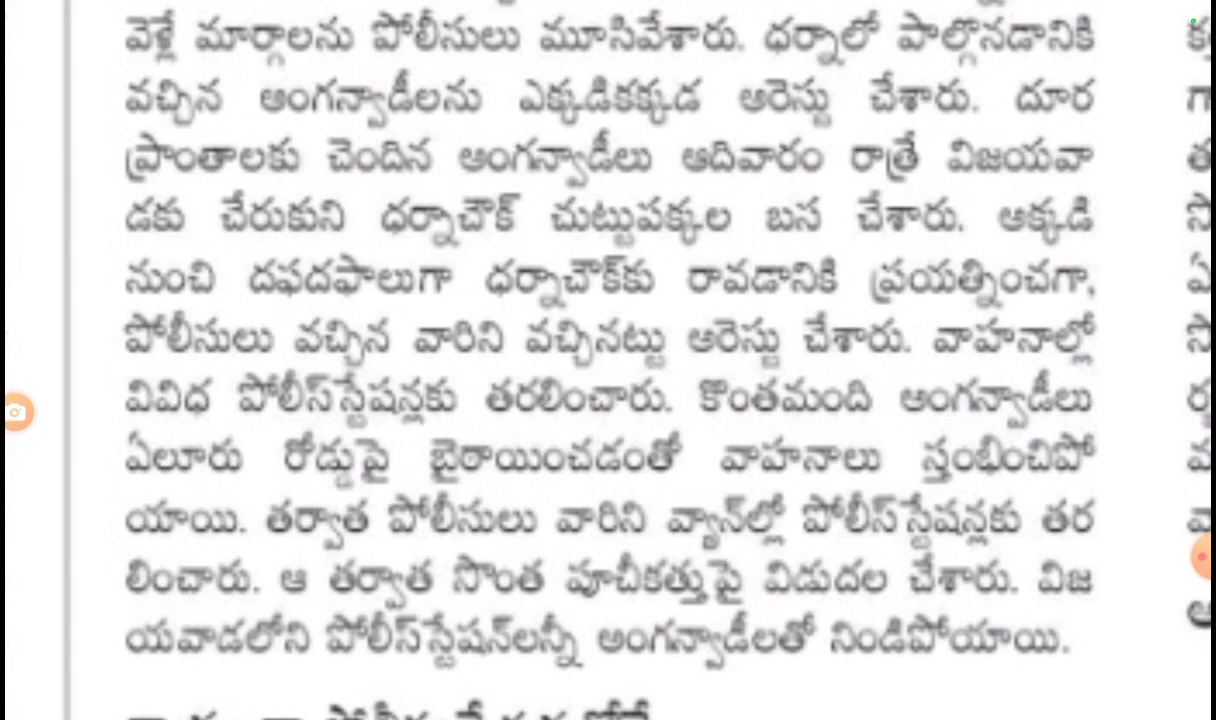 వెళ్లే మార్గాలను పోలీసులు మూసివేశారు. ధర్నాలో పాల్గొనడానికి
వచ్చిన అంగన్వాడీలను ఎక్కడికక్కడ అరెస్టు చేశారు. దూర
ప్రాంతాలకు చెందిన అంగన్వాడీలు ఆదివారం రాత్రే విజయవా
డకు చేరుకుని ధర్నాచౌక్ చుట్టుపక్కల బస చేశారు. అక్కడి
నుంచి దఫదఫాలుగా ధర్నాచౌక్‌కు రావడానికి ప్రయత్నించగా,
పోలీసులు వచ్చిన వారిని వచ్చినట్టు అరెస్టు చేశారు. వాహనాల్లో
వివిధ పోలీస్‌స్టేషన్లకు తరలించారు. కొంతమంది అంగన్వాడీలు
ఏలూరు రోడ్డుపై బైఠాయించడంతో వాహనాలు స్తంభించిపో
యాయి. తర్వాత పోలీసులు వారిని వ్యాన్‌ల్లో పోలీస్‌స్టేషన్లకు తర
లించారు. ఆ తర్వాత సొంత పూచీకత్తుపై విడుదల చేశారు. విజ
యవాడలోని పోలీస్‌స్టేషన్‌లన్నీ అంగన్వాడీలతో నిండిపోయాయి.